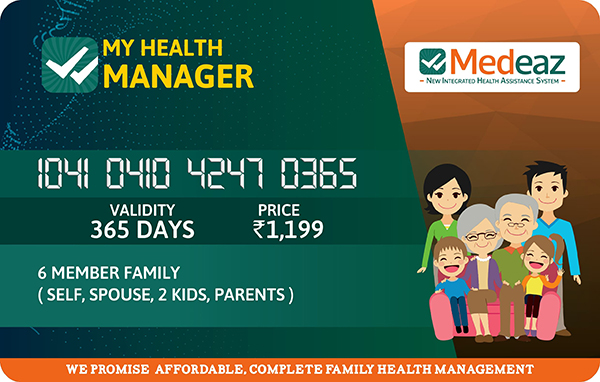 MY HEALTH
MANAGER
Medeaz
- NEW INTEGRATED HEALTH ASSISTANCE SYSTEM -
1041 0410 4247 0365
VALIDITY PRICE
365 DAYS ₹1,199
6 MEMBER FAMILY
( SELF, SPOUSE, 2 KIDS, PARENTS )
WE PROMISE AFFORDABLE, COMPLETE FAMILY HEALTH MANAGEMENT